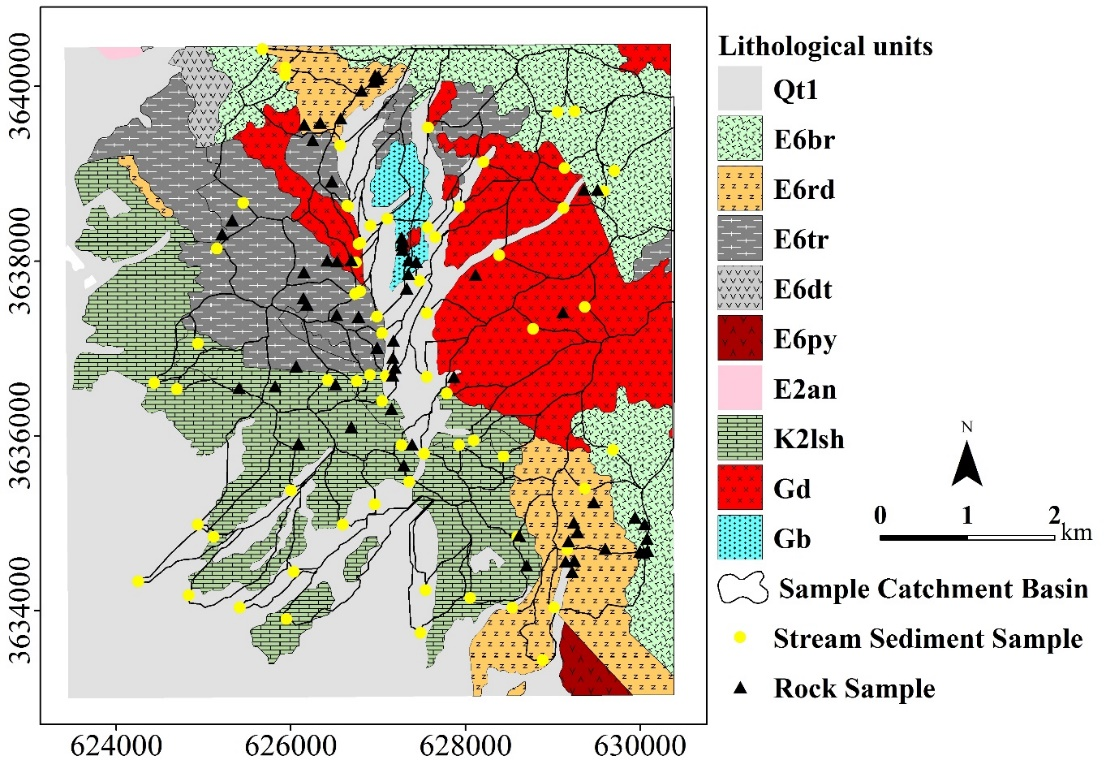 3640000
3638000
3636000
3634000
624000
626000
628000
630000
Lithological units
Qt1
E6br
E6rd
E6tr
E6dt
E6py
E2an
K2lsh
Gd
Gb
Sample Catchment Basin
Stream Sediment Sample
Rock Sample
N
0 1 2
km